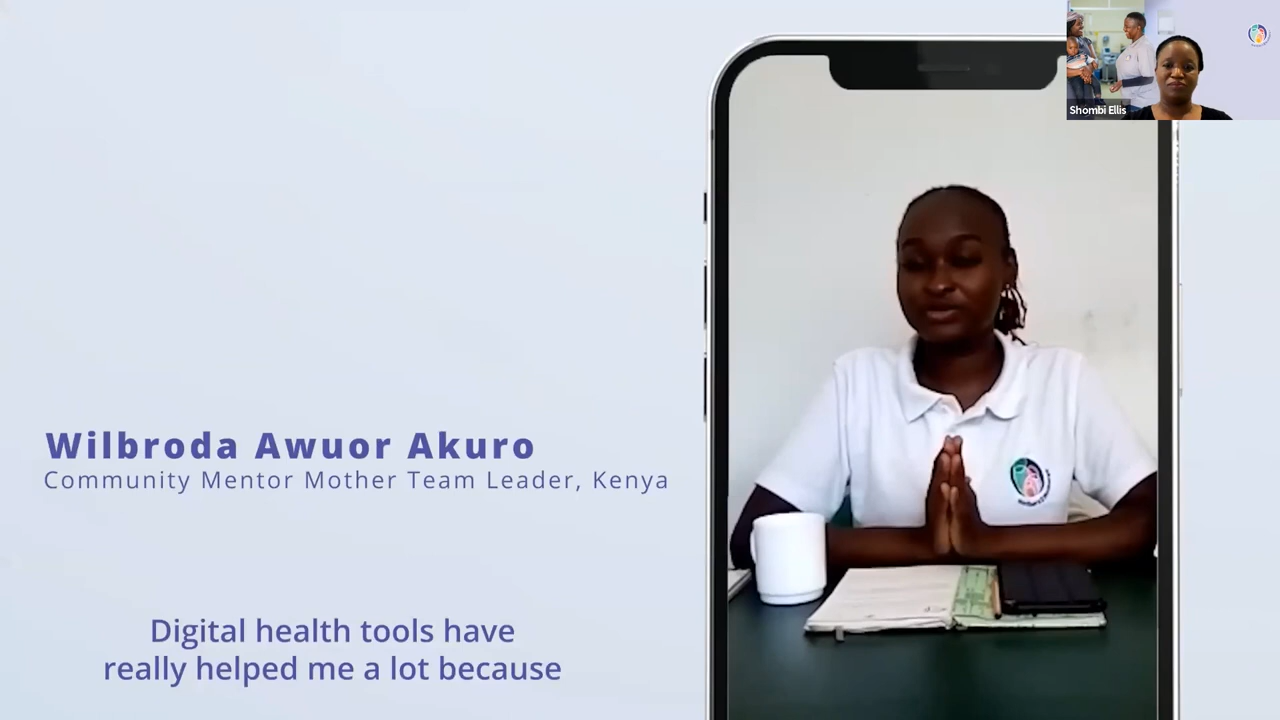 Shombi Ellis
Wilbroda Awuor Akuro
Community Mentor Mother Team Leader, Kenya
Digital health tools have
really helped me a lot because